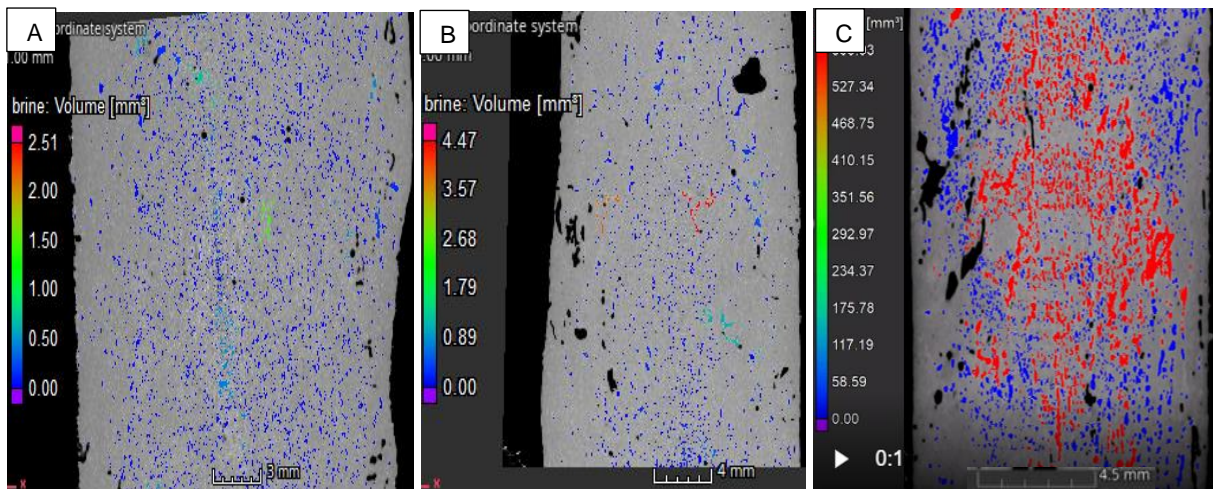 A
ordinate system
.00 mm
brine: Volume [mm³]
2.51
2.00
1.50
1.00
0.50
0.00
3 mm
x
B
oordinate system
.00 mm
brine: Volume [mm³]
4.47
3.57
2.68
1.79
0.89
0.00
4 mm
x
C
[mm³]
527.34
468.75
410.15
351.56
292.97
234.37
175.78
117.19
58.59
0.00
0:1
4.5 mm